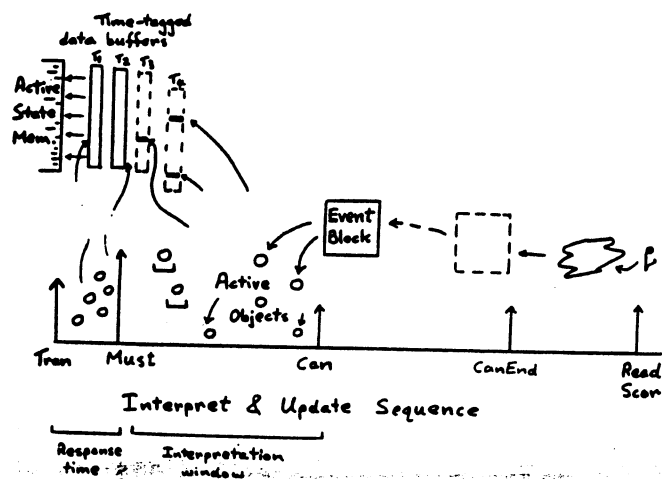 Time-tagged
data buffers
T1 T2 T3 T4
Active
State
Mem.
Event
Block
Active
Objects
Tran Must Can CanEnd Read
Scor
Interpret & Update Sequence
Response
time
Interpretation
window